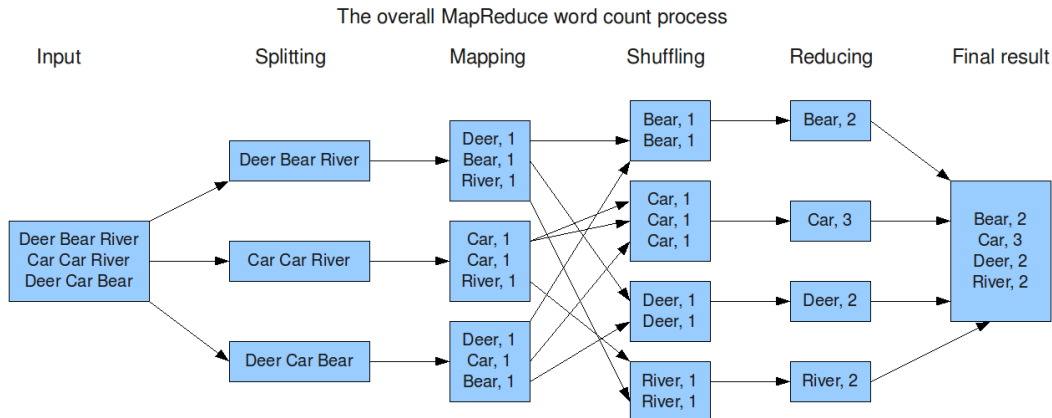 The overall MapReduce word count process
Input
Splitting
Mapping
Shuffling
Reducing
Final result
Deer Bear River
Car Car River
Deer Car Bear
Deer Bear River
Car Car River
Deer Car Bear
Deer, 1
Bear, 1
River, 1
Car, 1
Car, 1
River, 1
Deer, 1
Car, 1
Bear, 1
Bear, 1
Bear, 1
Car, 1
Car, 1
Car, 1
Deer, 1
Deer, 1
River, 1
River, 1
Bear, 2
Car, 3
Deer, 2
River, 2
Bear, 2
Car, 3
Deer, 2
River, 2